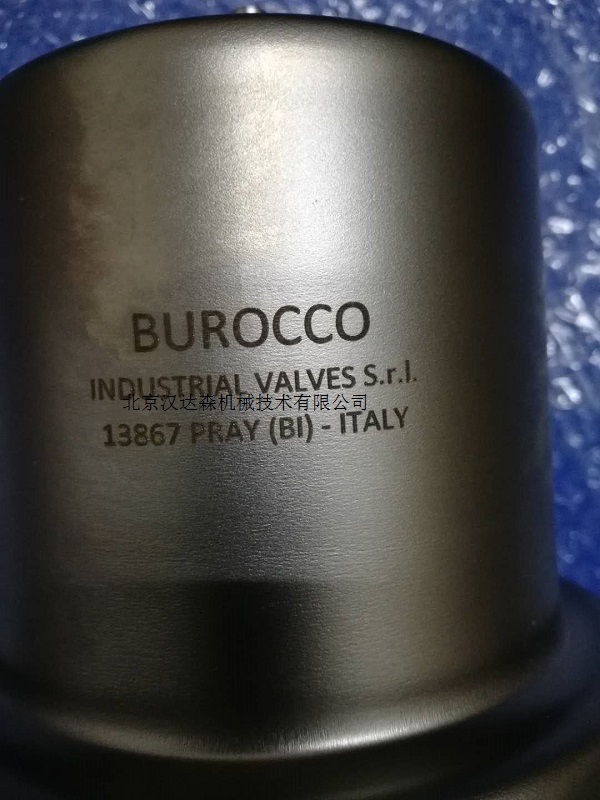 BUROCCO
INDUSTRIAL VALVES S.r.l.
北京汉达森机械技术有限公司
13867 PRAY (BI) - ITALY